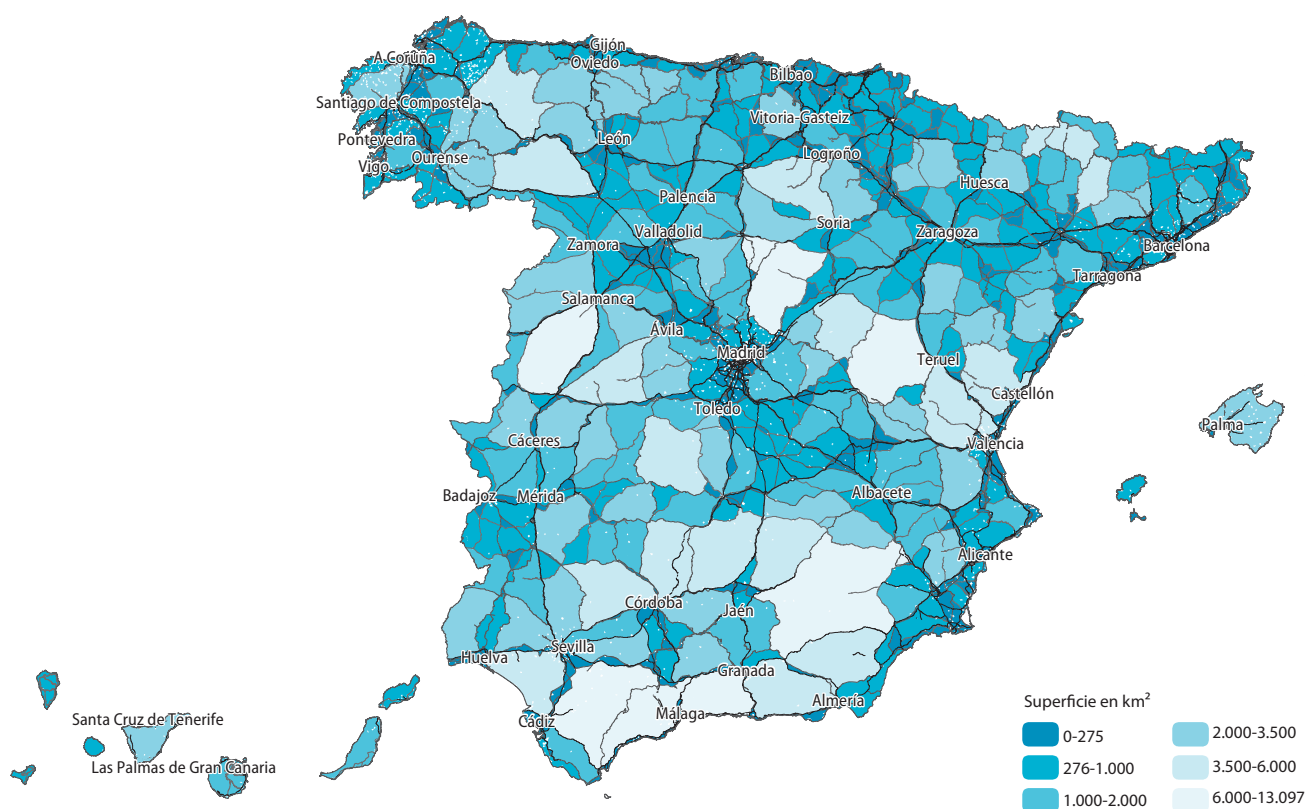 Gijón
A Coruña
Oviedo
Bilbao
Santiago de Compostela
Vitoria-Gasteiz
Pontevedra
León
Vigo
Ourense
Logroño
Huesca
Palencia
Soria
Valladolid
Zaragoza
Zamora
Barcelona
Tarragona
Salamanca
Ávila
Madrid
Teruel
Castellón
Toledo
Palma
Cáceres
Valencia
Badajoz
Mérida
Albacete
Alicante
Córdoba
Jaén
Sevilla
Huelva
Granada
Almería
Málaga
Cádiz
Santa Cruz de Tenerife
Las Palmas de Gran Canaria
Superficie en km²
0-275
2.000-3.500
276-1.000
3.500-6.000
1.000-2.000
6.000-13.097